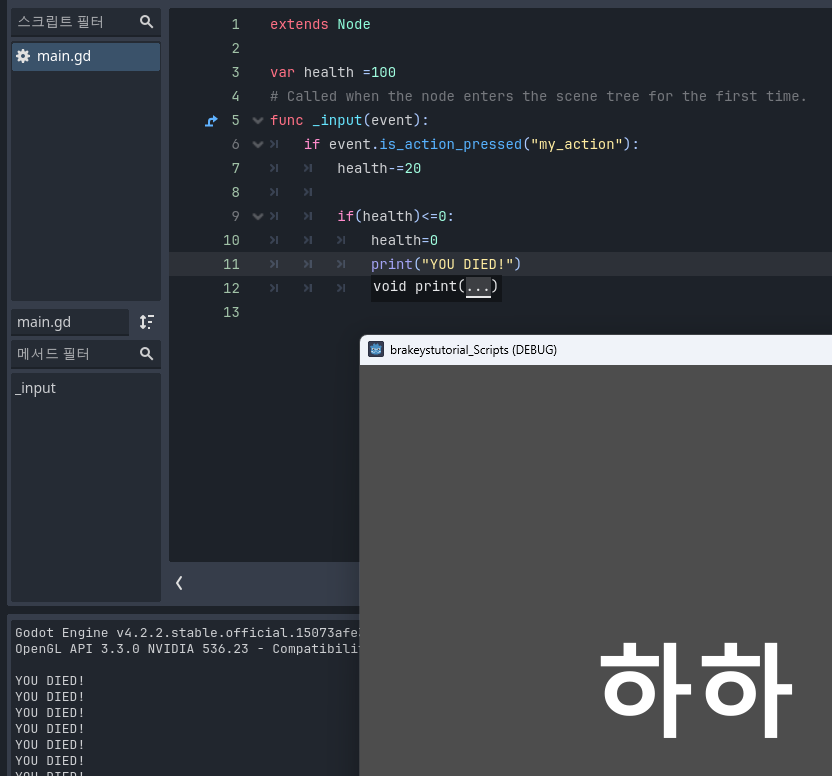 스크립트 필터
main.gd
main.gd
메서드 필터
_input
1 extends Node
2
3 var health =100
4 # Called when the node enters the scene tree for the first time.
5 func _input(event):
6 if event.is_action_pressed("my_action"):
7 health-=20
8
9 if(health)<=0:
10 health=0
11 print("YOU DIED!")
12 void print(...)
13
brakeystutorial_Scripts (DEBUG)
하하
Godot Engine v4.2.2.stable.official.15073afe
OpenGL API 3.3.0 NVIDIA 536.23 - Compatibili
YOU DIED!
YOU DIED!
YOU DIED!
YOU DIED!
YOU DIED!
YOU DIED!
YOU DIED!